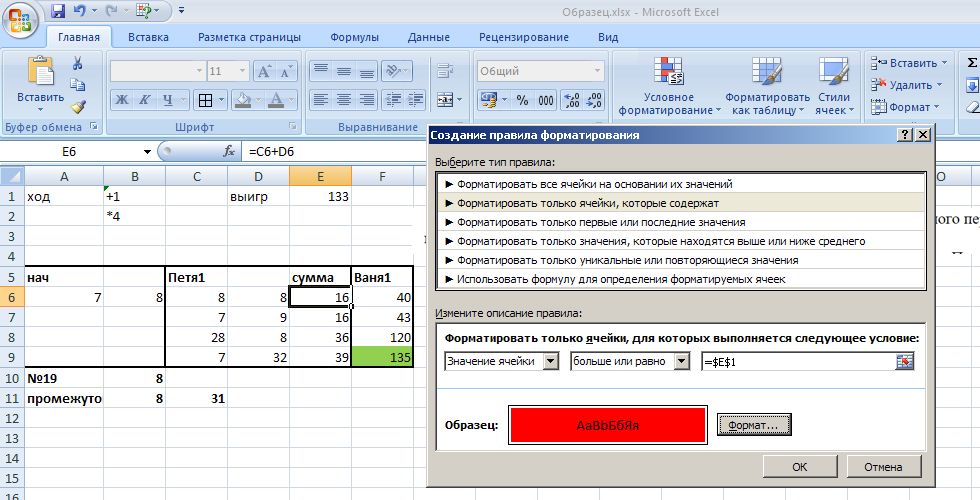 Образец.xlsx - Microsoft Excel
Главная Вставка Разметка страницы Формулы Данные Рецензирование Вид
Вставить
Буфер обмена
11 A A
Ж К Ч A
Шрифт
Выравнивание
Общий
% 000 ,00 ,0
Условное форматирование
Форматировать как таблицу
Стили ячеек
Вставить
Удалить
Формат
Σ
E6 fx =C6+D6
A B C D E F O
1 ход +1 выигр 133
2 *4
3
4
5 нач Петя1 сумма Ваня1
6 7 8 8 8 16 40
7 7 9 16 43
8 28 8 36 120
9 7 32 39 135
10 №19 8
11 промежуто 8 31
12
13
14
15
16
Создание правила форматирования
Выберите тип правила:
► Форматировать все ячейки на основании их значений
► Форматировать только ячейки, которые содержат
► Форматировать только первые или последние значения
► Форматировать только значения, которые находятся выше или ниже среднего
► Форматировать только уникальные или повторяющиеся значения
► Использовать формулу для определения форматируемых ячеек
Измените описание правила:
Форматировать только ячейки, для которых выполняется следующее условие:
Значение ячейки больше или равно =$E$1
Образец: АаВbБбЯя Формат...
ОК Отмена